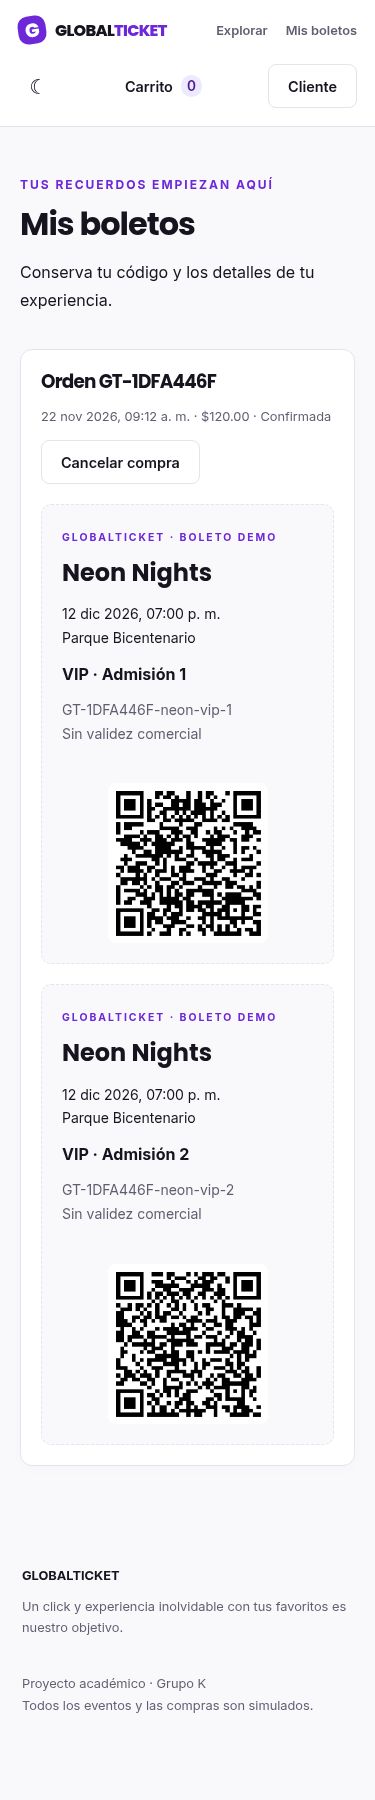 G GLOBALTICKET
Explorar
Mis boletos
Carrito 0
Cliente
TUS RECUERDOS EMPIEZAN AQUÍ
Mis boletos
Conserva tu código y los detalles de tu
experiencia.
Orden GT-1DFA446F
22 nov 2026, 09:12 a. m. · $120.00 · Confirmada
Cancelar compra
GLOBALTICKET · BOLETO DEMO
Neon Nights
12 dic 2026, 07:00 p. m.
Parque Bicentenario
VIP · Admisión 1
GT-1DFA446F-neon-vip-1
Sin validez comercial
GLOBALTICKET · BOLETO DEMO
Neon Nights
12 dic 2026, 07:00 p. m.
Parque Bicentenario
VIP · Admisión 2
GT-1DFA446F-neon-vip-2
Sin validez comercial
GLOBALTICKET
Un click y experiencia inolvidable con tus favoritos es
nuestro objetivo.
Proyecto académico · Grupo K
Todos los eventos y las compras son simulados.